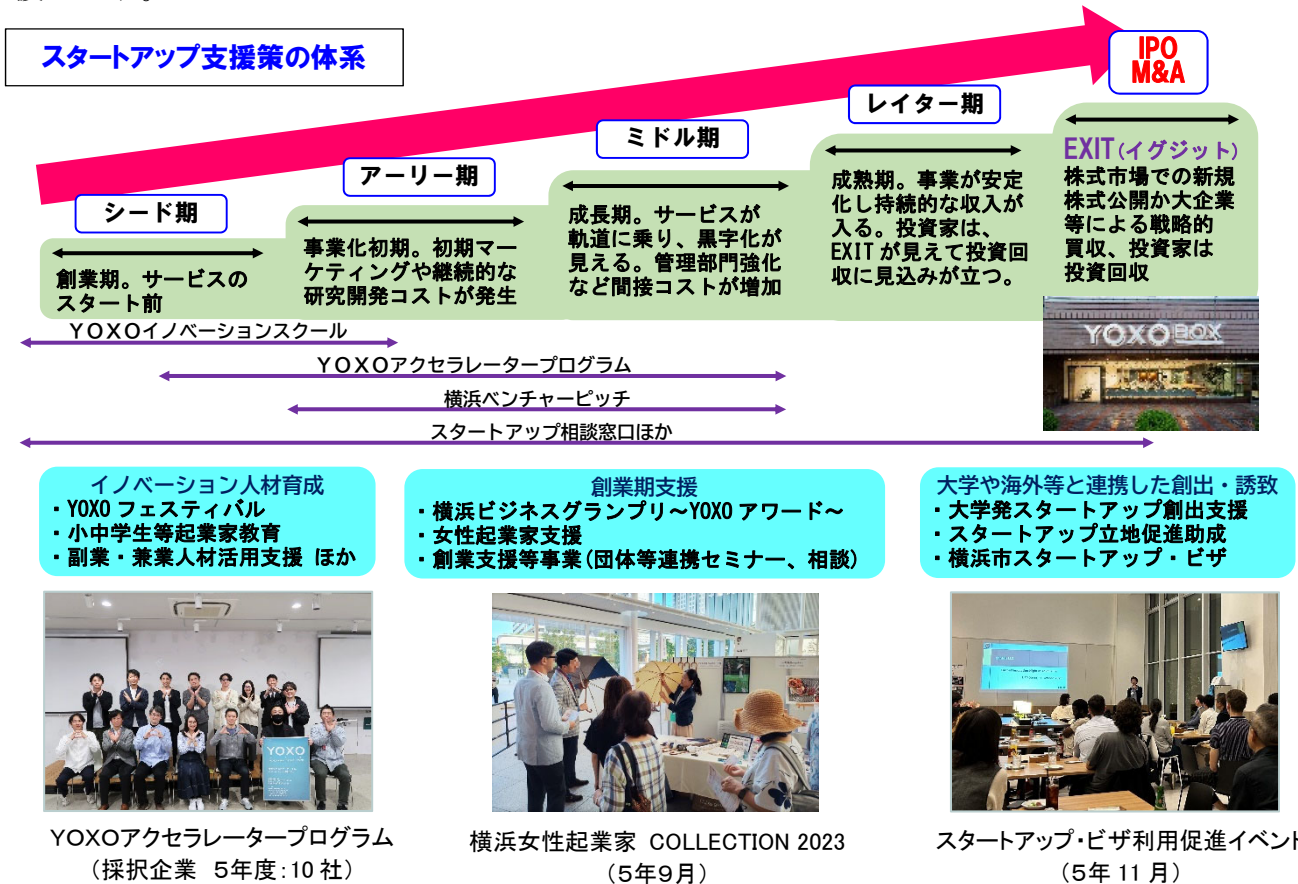 スタートアップ支援策の体系
IPO
M&A
レイター期
ミドル期
アーリー期
シード期
創業期。サービスの
スタート前
事業化初期。初期マー
ケティングや継続的な
研究開発コストが発生
成長期。サービスが
軌道に乗り、黒字化が
見える。管理部門強化
など間接コストが増加
成熟期。事業が安定
化し持続的な収入が
入る。投資家は、
EXITが見えて投資回
収に見込みが立つ。
EXIT(イグジット)
株式市場での新規
株式公開か大企業
等による戦略的
買収、投資家は
投資回収
YOXO BOX
YOXOイノベーションスクール
YOXOアクセラレータープログラム
横浜ベンチャーピッチ
スタートアップ相談窓口ほか
イノベーション人材育成
・YOXO フェスティバル
・小中学生等起業家教育
・副業・兼業人材活用支援 ほか
創業期支援
・横浜ビジネスグランプリ～YOXO アワード～
・女性起業家支援
・創業支援等事業(団体等連携セミナー、相談)
大学や海外等と連携した創出・誘致
・大学発スタートアップ創出支援
・スタートアップ立地促進助成
・横浜市スタートアップ・ビザ
YOXO
YOXOアクセラレータープログラム
（採択企業 5年度：10 社）
横浜女性起業家 COLLECTION 2023
（5年9月）
スタートアップ・ビザ利用促進イベント
（5年 11 月）